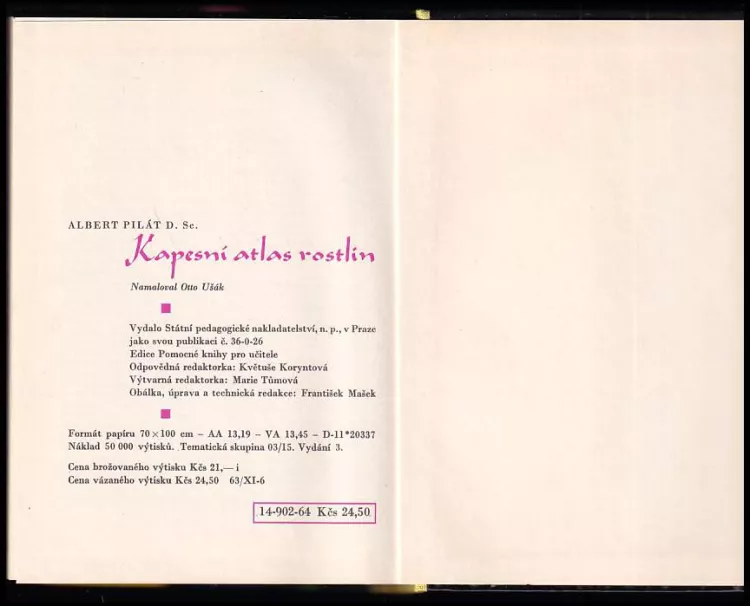 ALBERT PILÁT D. Sc.
Kapesní atlas rostlin
Namaloval Otto Ušák
Vydalo Státní pedagogické nakladatelství, n. p., v Praze
jako svou publikaci č. 36-0-26
Edice Pomocné knihy pro učitele
Odpovědná redaktorka: Květuše Koryntová
Výtvarná redaktorka: Marie Tůmová
Obálka, úprava a technická redakce: František Mašek
Formát papíru 70×100 cm – AA 13,19 – VA 13,45 – D-11*20337
Náklad 50 000 výtisků. Tematická skupina 03/15. Vydání 3.
Cena brožovaného výtisku Kčs 21,— i
Cena vázaného výtisku Kčs 24,50 63/XI-6
14-902-64 Kčs 24,50